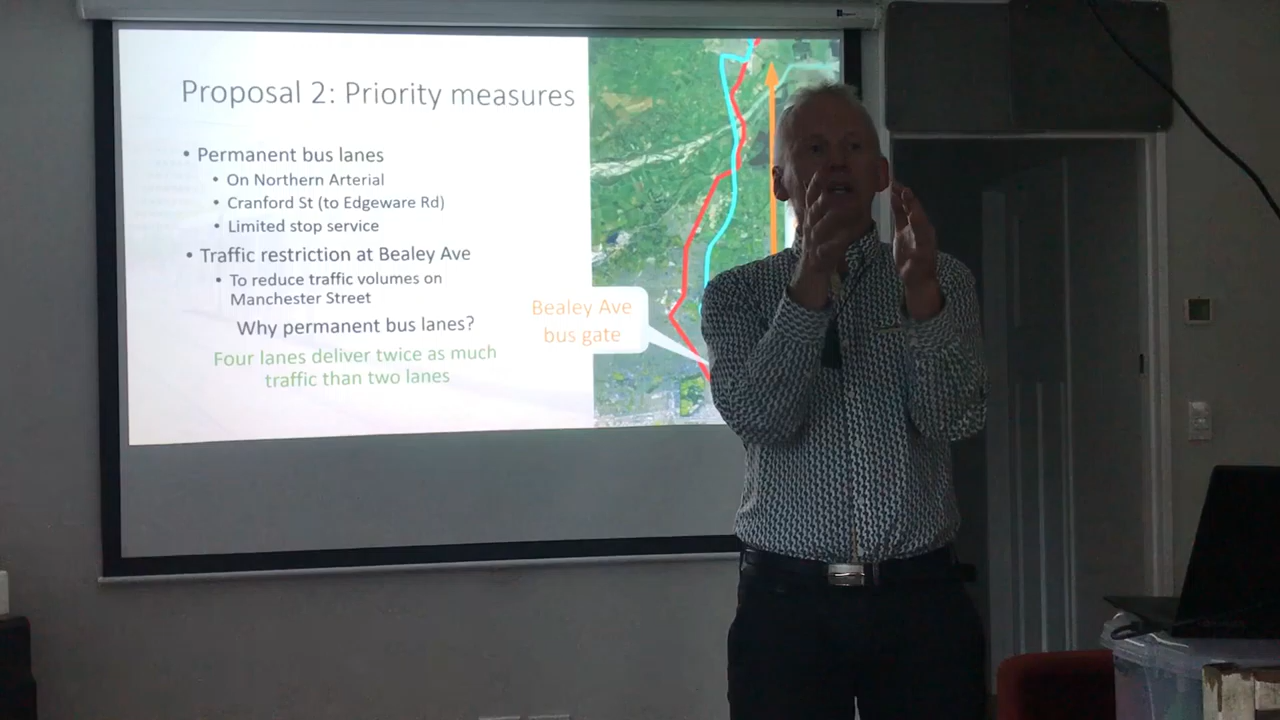 Proposal 2: Priority measures
• Permanent bus lanes
• On Northern Arterial
• Cranford St (to Edgeware Rd)
• Limited stop service
• Traffic restriction at Bealey Ave
• To reduce traffic volumes on
Manchester Street
Why permanent bus lanes?
Four lanes deliver twice as much
traffic than two lanes
Bealey Ave
bus gate